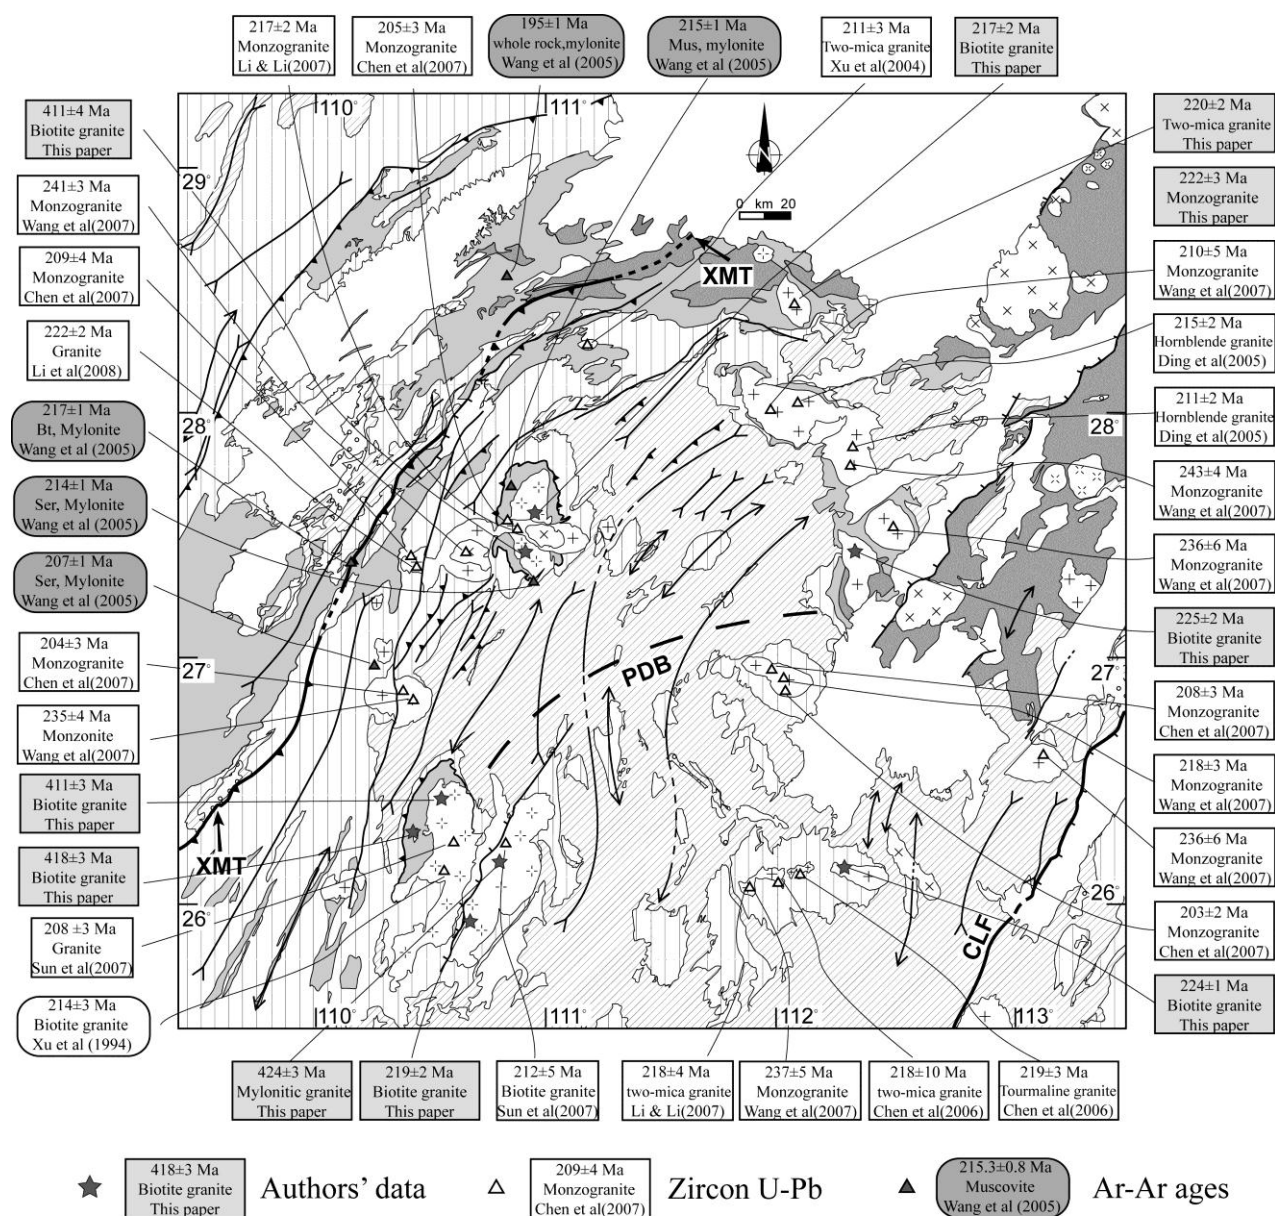 217±2 Ma
Monzogranite
Li & Li(2007)
205±3 Ma
Monzogranite
Chen et al(2007)
195±1 Ma
whole rock,mylonite
Wang et al (2005)
215±1 Ma
Mus, mylonite
Wang et al (2005)
211±3 Ma
Two-mica granite
Xu et al(2004)
217±2 Ma
Biotite granite
This paper
411±4 Ma
Biotite granite
This paper
241±3 Ma
Monzogranite
Wang et al(2007)
209±4 Ma
Monzogranite
Chen et al(2007)
222±2 Ma
Granite
Li et al(2008)
217±1 Ma
Bt, Mylonite
Wang et al (2005)
214±1 Ma
Ser, Mylonite
Wang et al (2005)
207±1 Ma
Ser, Mylonite
Wang et al (2005)
204±3 Ma
Monzogranite
Chen et al(2007)
235±4 Ma
Monzonite
Wang et al(2007)
411±3 Ma
Biotite granite
This paper
418±3 Ma
Biotite granite
This paper
208 ±3 Ma
Granite
Sun et al(2007)
214±3 Ma
Biotite granite
Xu et al (1994)
110°
111°
29°
28°
27°
26°
N
0 km 20
XMT
PDB
XMT
CLF
28°
27°
26°
110°
111°
112°
113°
220±2 Ma
Two-mica granite
This paper
222±3 Ma
Monzogranite
This paper
210±5 Ma
Monzogranite
Wang et al(2007)
215±2 Ma
Hornblende granite
Ding et al(2005)
211±2 Ma
Hornblende granite
Ding et al(2005)
243±4 Ma
Monzogranite
Wang et al(2007)
236±6 Ma
Monzogranite
Wang et al(2007)
225±2 Ma
Biotite granite
This paper
208±3 Ma
Monzogranite
Chen et al(2007)
218±3 Ma
Monzogranite
Wang et al(2007)
236±6 Ma
Monzogranite
Wang et al(2007)
203±2 Ma
Monzogranite
Chen et al(2007)
224±1 Ma
Biotite granite
This paper
424±3 Ma
Mylonitic granite
This paper
219±2 Ma
Biotite granite
This paper
212±5 Ma
Biotite granite
Sun et al(2007)
218±4 Ma
two-mica granite
Li & Li(2007)
237±5 Ma
Monzogranite
Wang et al(2007)
218±10 Ma
two-mica granite
Chen et al(2006)
219±3 Ma
Tourmaline granite
Chen et al(2006)
418±3 Ma
Biotite granite
This paper
Authors' data
209±4 Ma
Monzogranite
Chen et al(2007)
Zircon U-Pb
215.3±0.8 Ma
Muscovite
Wang et al (2005)
Ar-Ar ages